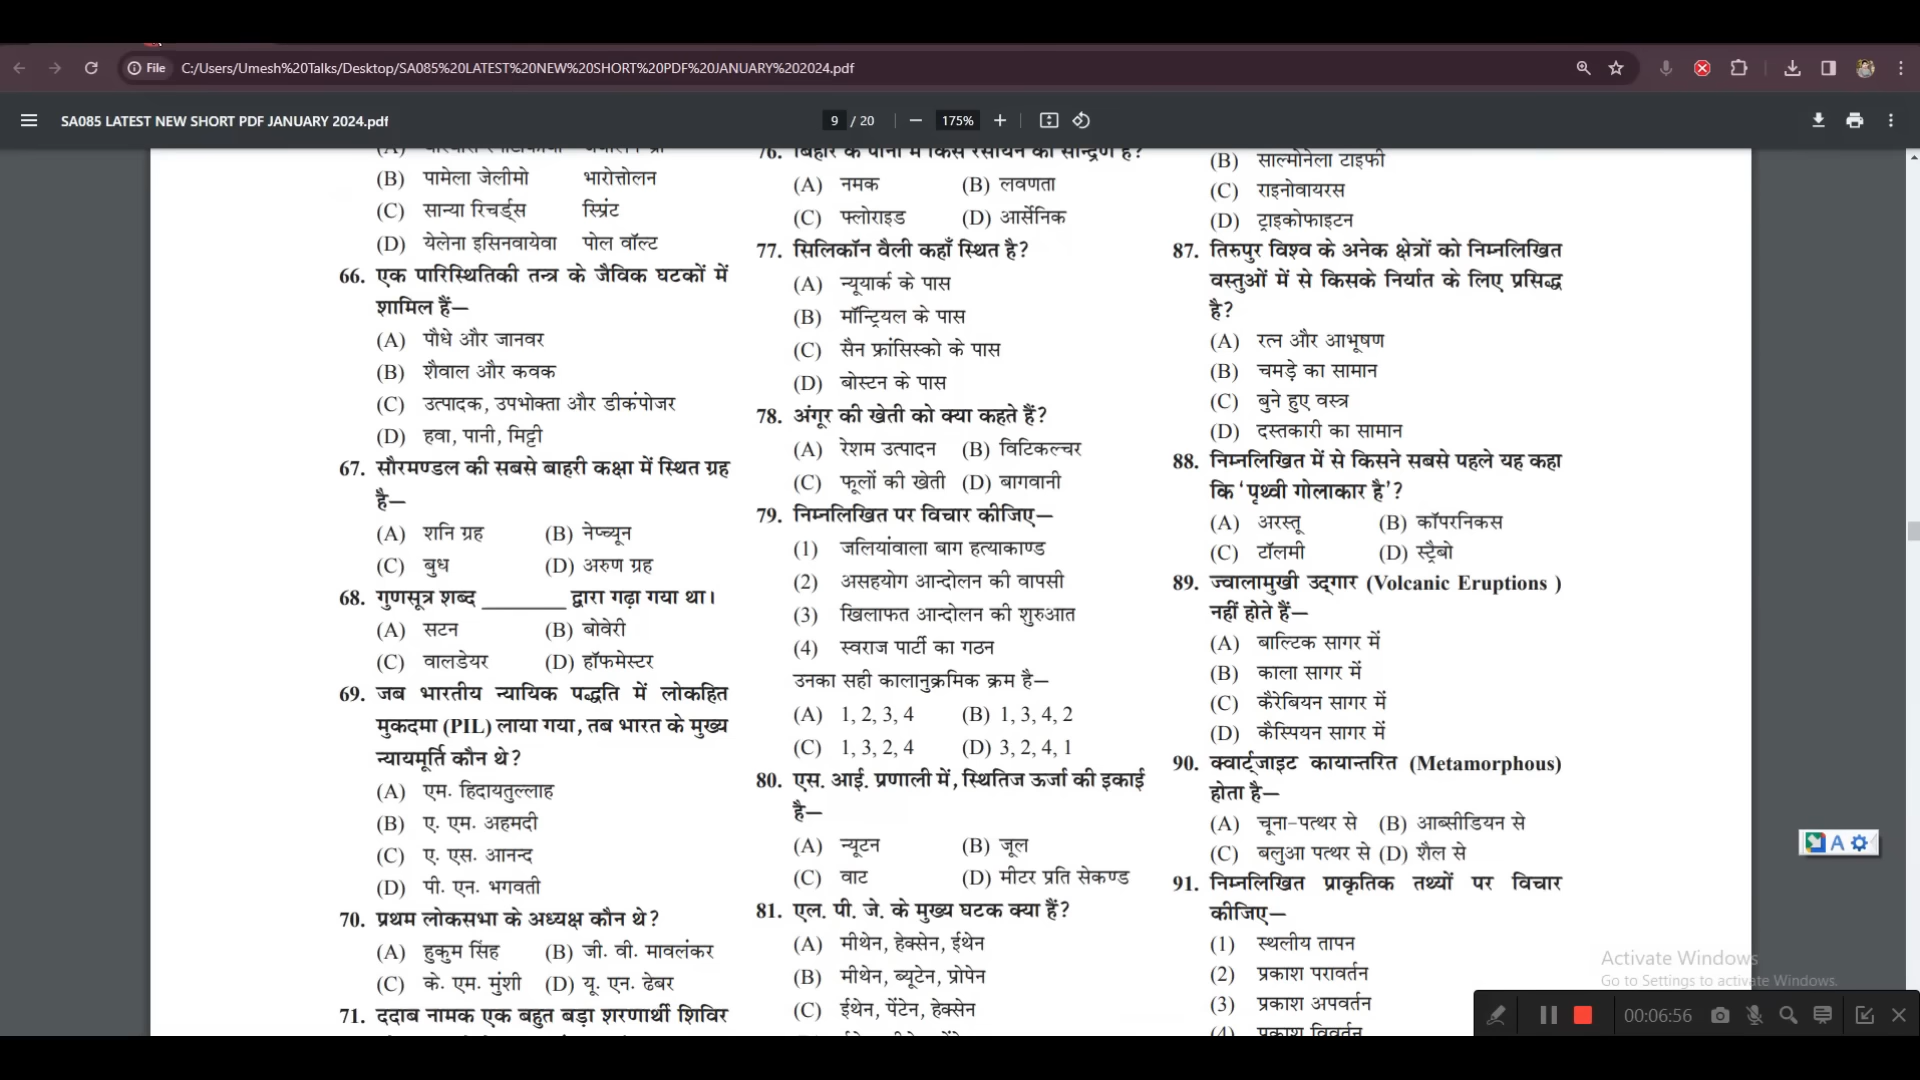 File
C:/Users/Umesh%20Talks/Desktop/SA085%20LATEST%20NEW%20SHORT%20PDF%20JANUARY%202024.pdf
SA085 LATEST NEW SHORT PDF JANUARY 2024.pdf
9 / 20
175%
(B) पामेला जेलीमो भारोत्तोलन
(C) सान्या रिचर्ड्स स्प्रिंट
(D) येलेना इसिनवायेवा पोल वॉल्ट
66. एक पारिस्थितिकी तन्त्र के जैविक घटकों में
शामिल हैं—
(A) पौधे और जानवर
(B) शैवाल और कवक
(C) उत्पादक, उपभोक्ता और डीकंपोजर
(D) हवा, पानी, मिट्टी
67. सौरमण्डल की सबसे बाहरी कक्षा में स्थित ग्रह
है—
(A) शनि ग्रह (B) नेप्च्यून
(C) बुध (D) अरुण ग्रह
68. गुणसूत्र शब्द ________ द्वारा गढ़ा गया था।
(A) सटन (B) बोवेरी
(C) वालडेयर (D) हॉफमेस्टर
69. जब भारतीय न्यायिक पद्धति में लोकहित
मुकदमा (PIL) लाया गया, तब भारत के मुख्य
न्यायमूर्ति कौन थे?
(A) एम. हिदायतुल्लाह
(B) ए. एम. अहमदी
(C) ए. एस. आनन्द
(D) पी. एन. भगवती
70. प्रथम लोकसभा के अध्यक्ष कौन थे?
(A) हुकुम सिंह (B) जी. वी. मावलंकर
(C) के. एम. मुंशी (D) यू. एन. ढेबर
71. ददाब नामक एक बहुत बड़ा शरणार्थी शिविर
76. बिहार के पानी में किस रसायन का सान्द्रण है?
(A) नमक (B) लवणता
(C) फ्लोराइड (D) आर्सेनिक
77. सिलिकॉन वैली कहाँ स्थित है?
(A) न्यूयार्क के पास
(B) मॉन्ट्रियल के पास
(C) सैन फ्रांसिस्को के पास
(D) बोस्टन के पास
78. अंगूर की खेती को क्या कहते हैं?
(A) रेशम उत्पादन (B) विटिकल्चर
(C) फूलों की खेती (D) बागवानी
79. निम्नलिखित पर विचार कीजिए—
(1) जलियांवाला बाग हत्याकाण्ड
(2) असहयोग आन्दोलन की वापसी
(3) खिलाफत आन्दोलन की शुरुआत
(4) स्वराज पार्टी का गठन
उनका सही कालानुक्रमिक क्रम है—
(A) 1, 2, 3, 4 (B) 1, 3, 4, 2
(C) 1, 3, 2, 4 (D) 3, 2, 4, 1
80. एस. आई. प्रणाली में, स्थितिज ऊर्जा की इकाई
है—
(A) न्यूटन (B) जूल
(C) वाट (D) मीटर प्रति सेकण्ड
81. एल. पी. जे. के मुख्य घटक क्या हैं?
(A) मीथेन, हेक्सेन, ईथेन
(B) मीथेन, ब्यूटेन, प्रोपेन
(C) ईथेन, पेंटेन, हेक्सेन
(B) साल्मोनेला टाइफी
(C) राइनोवायरस
(D) ट्राइकोफाइटन
87. तिरुपुर विश्व के अनेक क्षेत्रों को निम्नलिखित
वस्तुओं में से किसके निर्यात के लिए प्रसिद्ध
है?
(A) रत्न और आभूषण
(B) चमड़े का सामान
(C) बुने हुए वस्त्र
(D) दस्तकारी का सामान
88. निम्नलिखित में से किसने सबसे पहले यह कहा
कि ‘पृथ्वी गोलाकार है’?
(A) अरस्तू (B) कॉपरनिकस
(C) टॉलमी (D) स्ट्रैबो
89. ज्वालामुखी उद्गार (Volcanic Eruptions )
नहीं होते हैं—
(A) बाल्टिक सागर में
(B) काला सागर में
(C) कैरेबियन सागर में
(D) कैस्पियन सागर में
90. क्वार्ट्जाइट कायान्तरित (Metamorphous)
होता है—
(A) चूना-पत्थर से (B) आब्सीडियन से
(C) बलुआ पत्थर से (D) शैल से
91. निम्नलिखित प्राकृतिक तथ्यों पर विचार
कीजिए—
(1) स्थलीय तापन
(2) प्रकाश परावर्तन
(3) प्रकाश अपवर्तन
(4) प्रकाश विवर्तन
A
Activate Windows
Go to Settings to activate Windows.
00:06:56